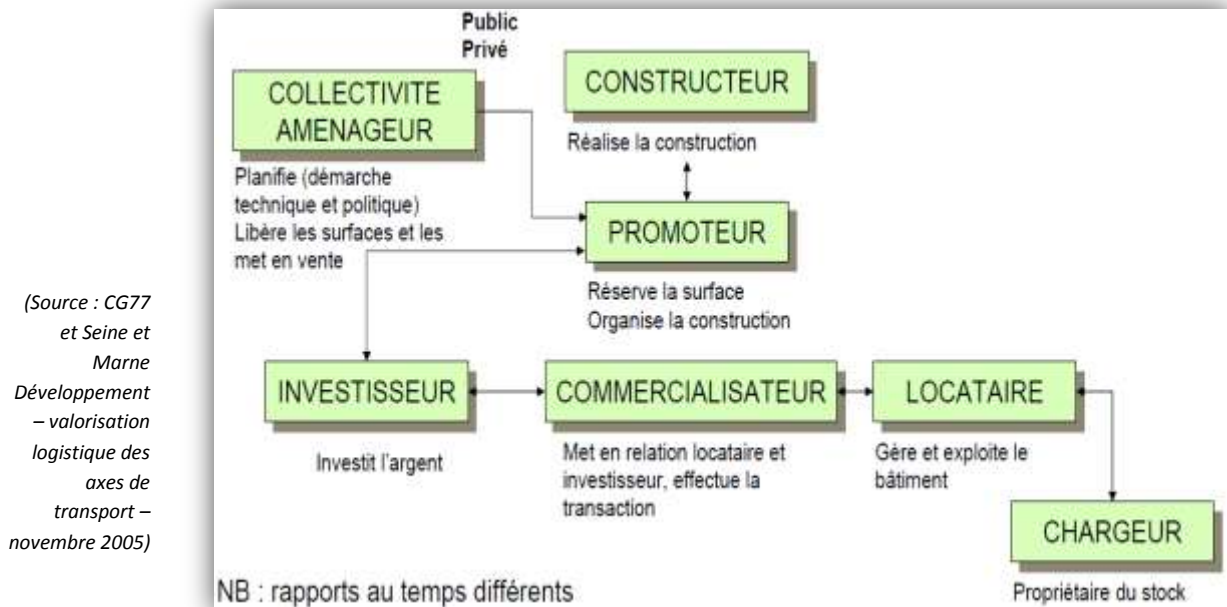 Public
Privé
COLLECTIVITE
AMENAGEUR
Planifie (démarche
technique et politique)
Libère les surfaces et les
met en vente
CONSTRUCTEUR
Réalise la construction
PROMOTEUR
Réserve la surface
Organise la construction
(Source : CG77
et Seine et
Marne
Développement
– valorisation
logistique des
axes de
transport –
novembre 2005)
INVESTISSEUR
Investit l'argent
COMMERCIALISATEUR
Met en relation locataire et
investisseur, effectue la
transaction
LOCATAIRE
Gère et exploite le
bâtiment
CHARGEUR
Propriétaire du stock
NB : rapports au temps différents